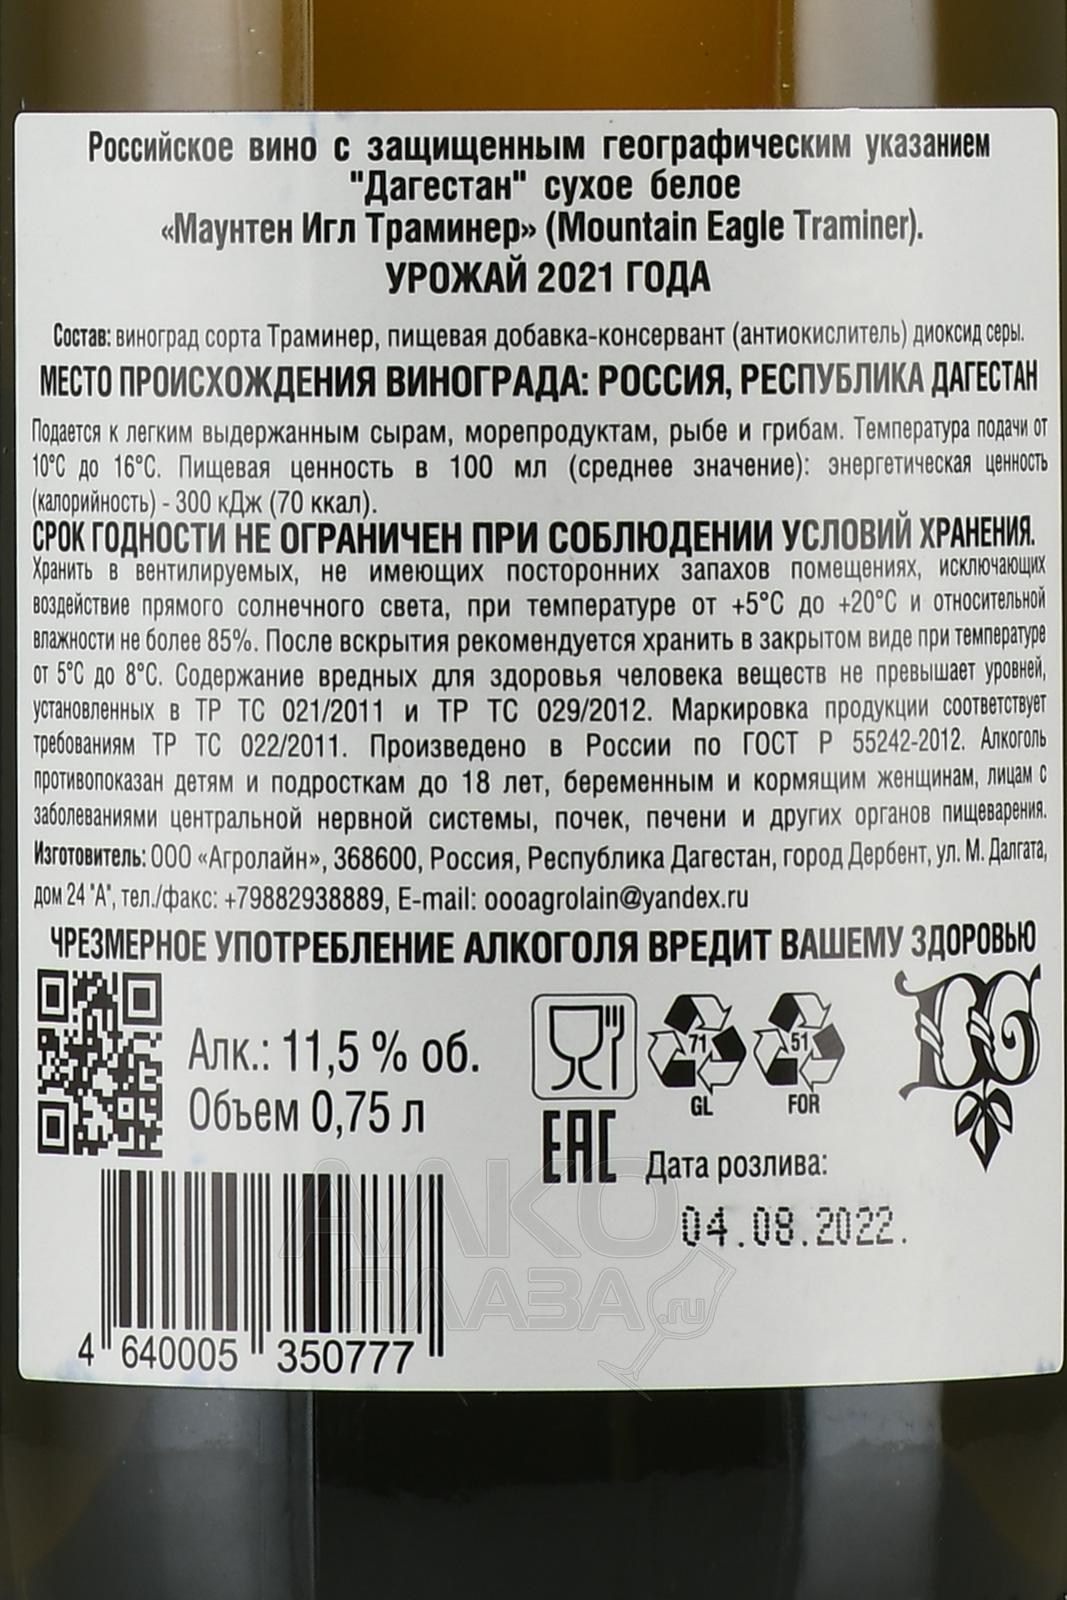 Российское вино с защищенным географическим указанием
"Дагестан" сухое белое
«Маунтен Игл Траминер» (Mountain Eagle Traminer).
УРОЖАЙ 2021 ГОДА
Состав: виноград сорта Траминер, пищевая добавка-консервант (антиокислитель) диоксид серы.
МЕСТО ПРОИСХОЖДЕНИЯ ВИНОГРАДА: РОССИЯ, РЕСПУБЛИКА ДАГЕСТАН
Подается к легким выдержанным сырам, морепродуктам, рыбе и грибам. Температура подачи от
10°С до 16°С. Пищевая ценность в 100 мл (среднее значение): энергетическая ценность
(калорийность) - 300 кДж (70 ккал).
СРОК ГОДНОСТИ НЕ ОГРАНИЧЕН ПРИ СОБЛЮДЕНИИ УСЛОВИЙ ХРАНЕНИЯ.
Хранить в вентилируемых, не имеющих посторонних запахов помещениях, исключающих
воздействие прямого солнечного света, при температуре от +5°С до +20°С и относительной
влажности не более 85%. После вскрытия рекомендуется хранить в закрытом виде при температуре
от 5°С до 8°С. Содержание вредных для здоровья человека веществ не превышает уровней,
установленных в ТР ТС 021/2011 и ТР ТС 029/2012. Маркировка продукции соответствует
требованиям ТР ТС 022/2011. Произведено в России по ГОСТ Р 55242-2012. Алкоголь
противопоказан детям и подросткам до 18 лет, беременным и кормящим женщинам, лицам с
заболеваниями центральной нервной системы, почек, печени и других органов пищеварения.
Изготовитель: ООО «Агролайн», 368600, Россия, Республика Дагестан, город Дербент, ул. М. Далгата,
дом 24 "А", тел./факс: +79882938889, E-mail: oooagrolain@yandex.ru
ЧРЕЗМЕРНОЕ УПОТРЕБЛЕНИЕ АЛКОГОЛЯ ВРЕДИТ ВАШЕМУ ЗДОРОВЬЮ
Алк.: 11,5 % об.
Объем 0,75 л
71
GL
51
FOR
EAC
Дата розлива:
04.08.2022.
АЛКО
ПЛАЗА
.ru
4 640005 350777